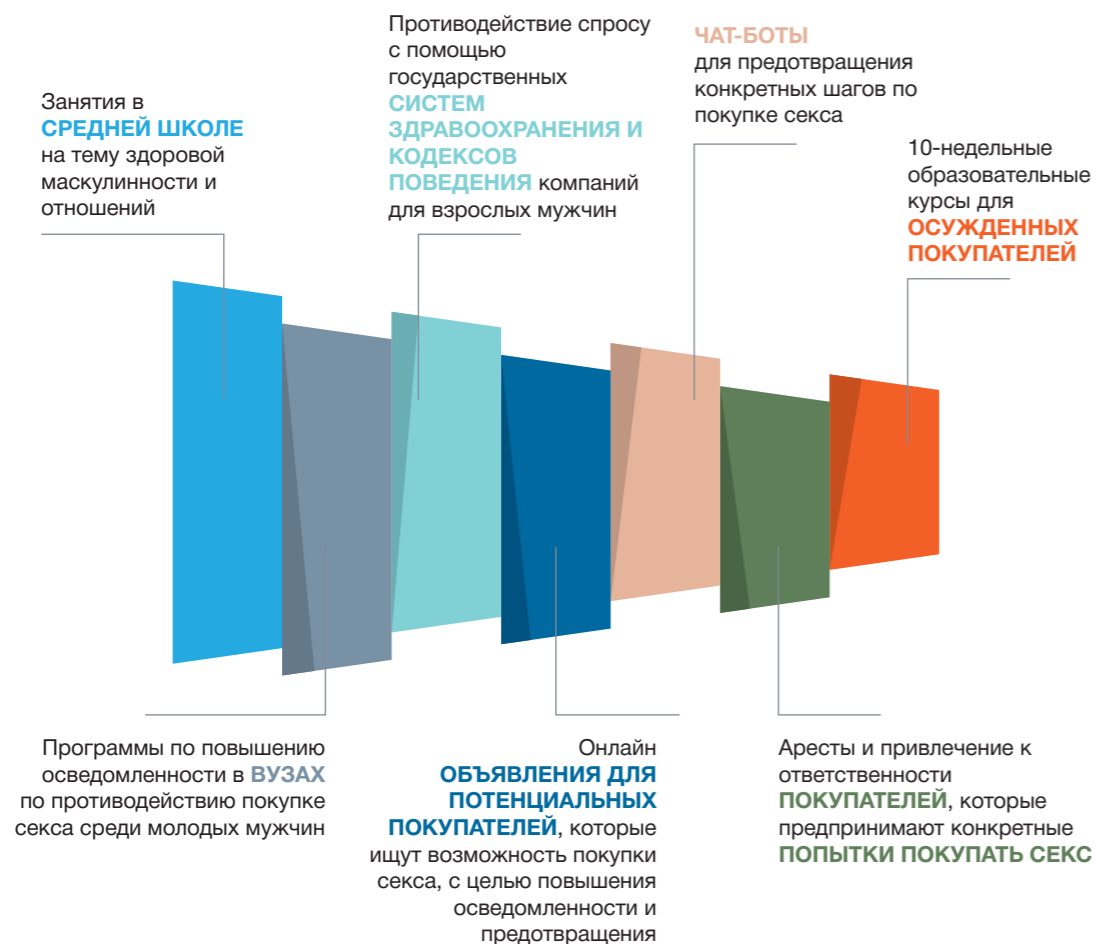 Занятия в
СРЕДНЕЙ ШКОЛЕ
на тему здоровой
маскулинности и
отношений
Противодействие спросу
с помощью
государственных
СИСТЕМ
ЗДРАВООХРАНЕНИЯ И
КОДЕКСОВ
ПОВЕДЕНИЯ компаний
для взрослых мужчин
ЧАТ-БОТЫ
для предотвращения
конкретных шагов по
покупке секса
10-недельные
образовательные
курсы для
ОСУЖДЕННЫХ
ПОКУПАТЕЛЕЙ
Программы по повышению
осведомленности в ВУЗАХ
по противодействию покупке
секса среди молодых мужчин
Онлайн
ОБЪЯВЛЕНИЯ ДЛЯ
ПОТЕНЦИАЛЬНЫХ
ПОКУПАТЕЛЕЙ, которые
ищут возможность покупки
секса, с целью повышения
осведомленности и
предотвращения
Аресты и привлечение к
ответственности
ПОКУПАТЕЛЕЙ, которые
предпринимают конкретные
ПОПЫТКИ ПОКУПАТЬ СЕКС